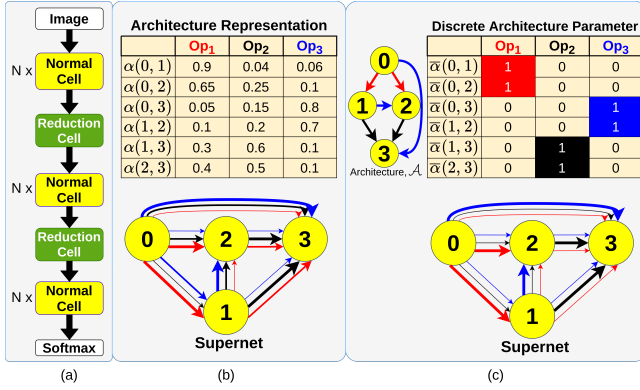 Image
N x
Normal
Cell
Reduction
Cell
N x
Normal
Cell
Reduction
Cell
N x
Normal
Cell
Softmax
(a)
Architecture Representation
Op1 Op2 Op3
α(0, 1) 0.9 0.04 0.06
α(0, 2) 0.65 0.25 0.1
α(0, 3) 0.05 0.15 0.8
α(1, 2) 0.1 0.2 0.7
α(1, 3) 0.3 0.6 0.1
α(2, 3) 0.4 0.5 0.1
0 2 3
1
Supernet
(b)
Discrete Architecture Parameter
0
1 2
3
Architecture, 𝒜
Op1 Op2 Op3
α̅(0, 1) 1 0 0
α̅(0, 2) 1 0 0
α̅(0, 3) 0 0 1
α̅(1, 2) 0 0 1
α̅(1, 3) 0 1 0
α̅(2, 3) 0 1 0
0 2 3
1
Supernet
(c)